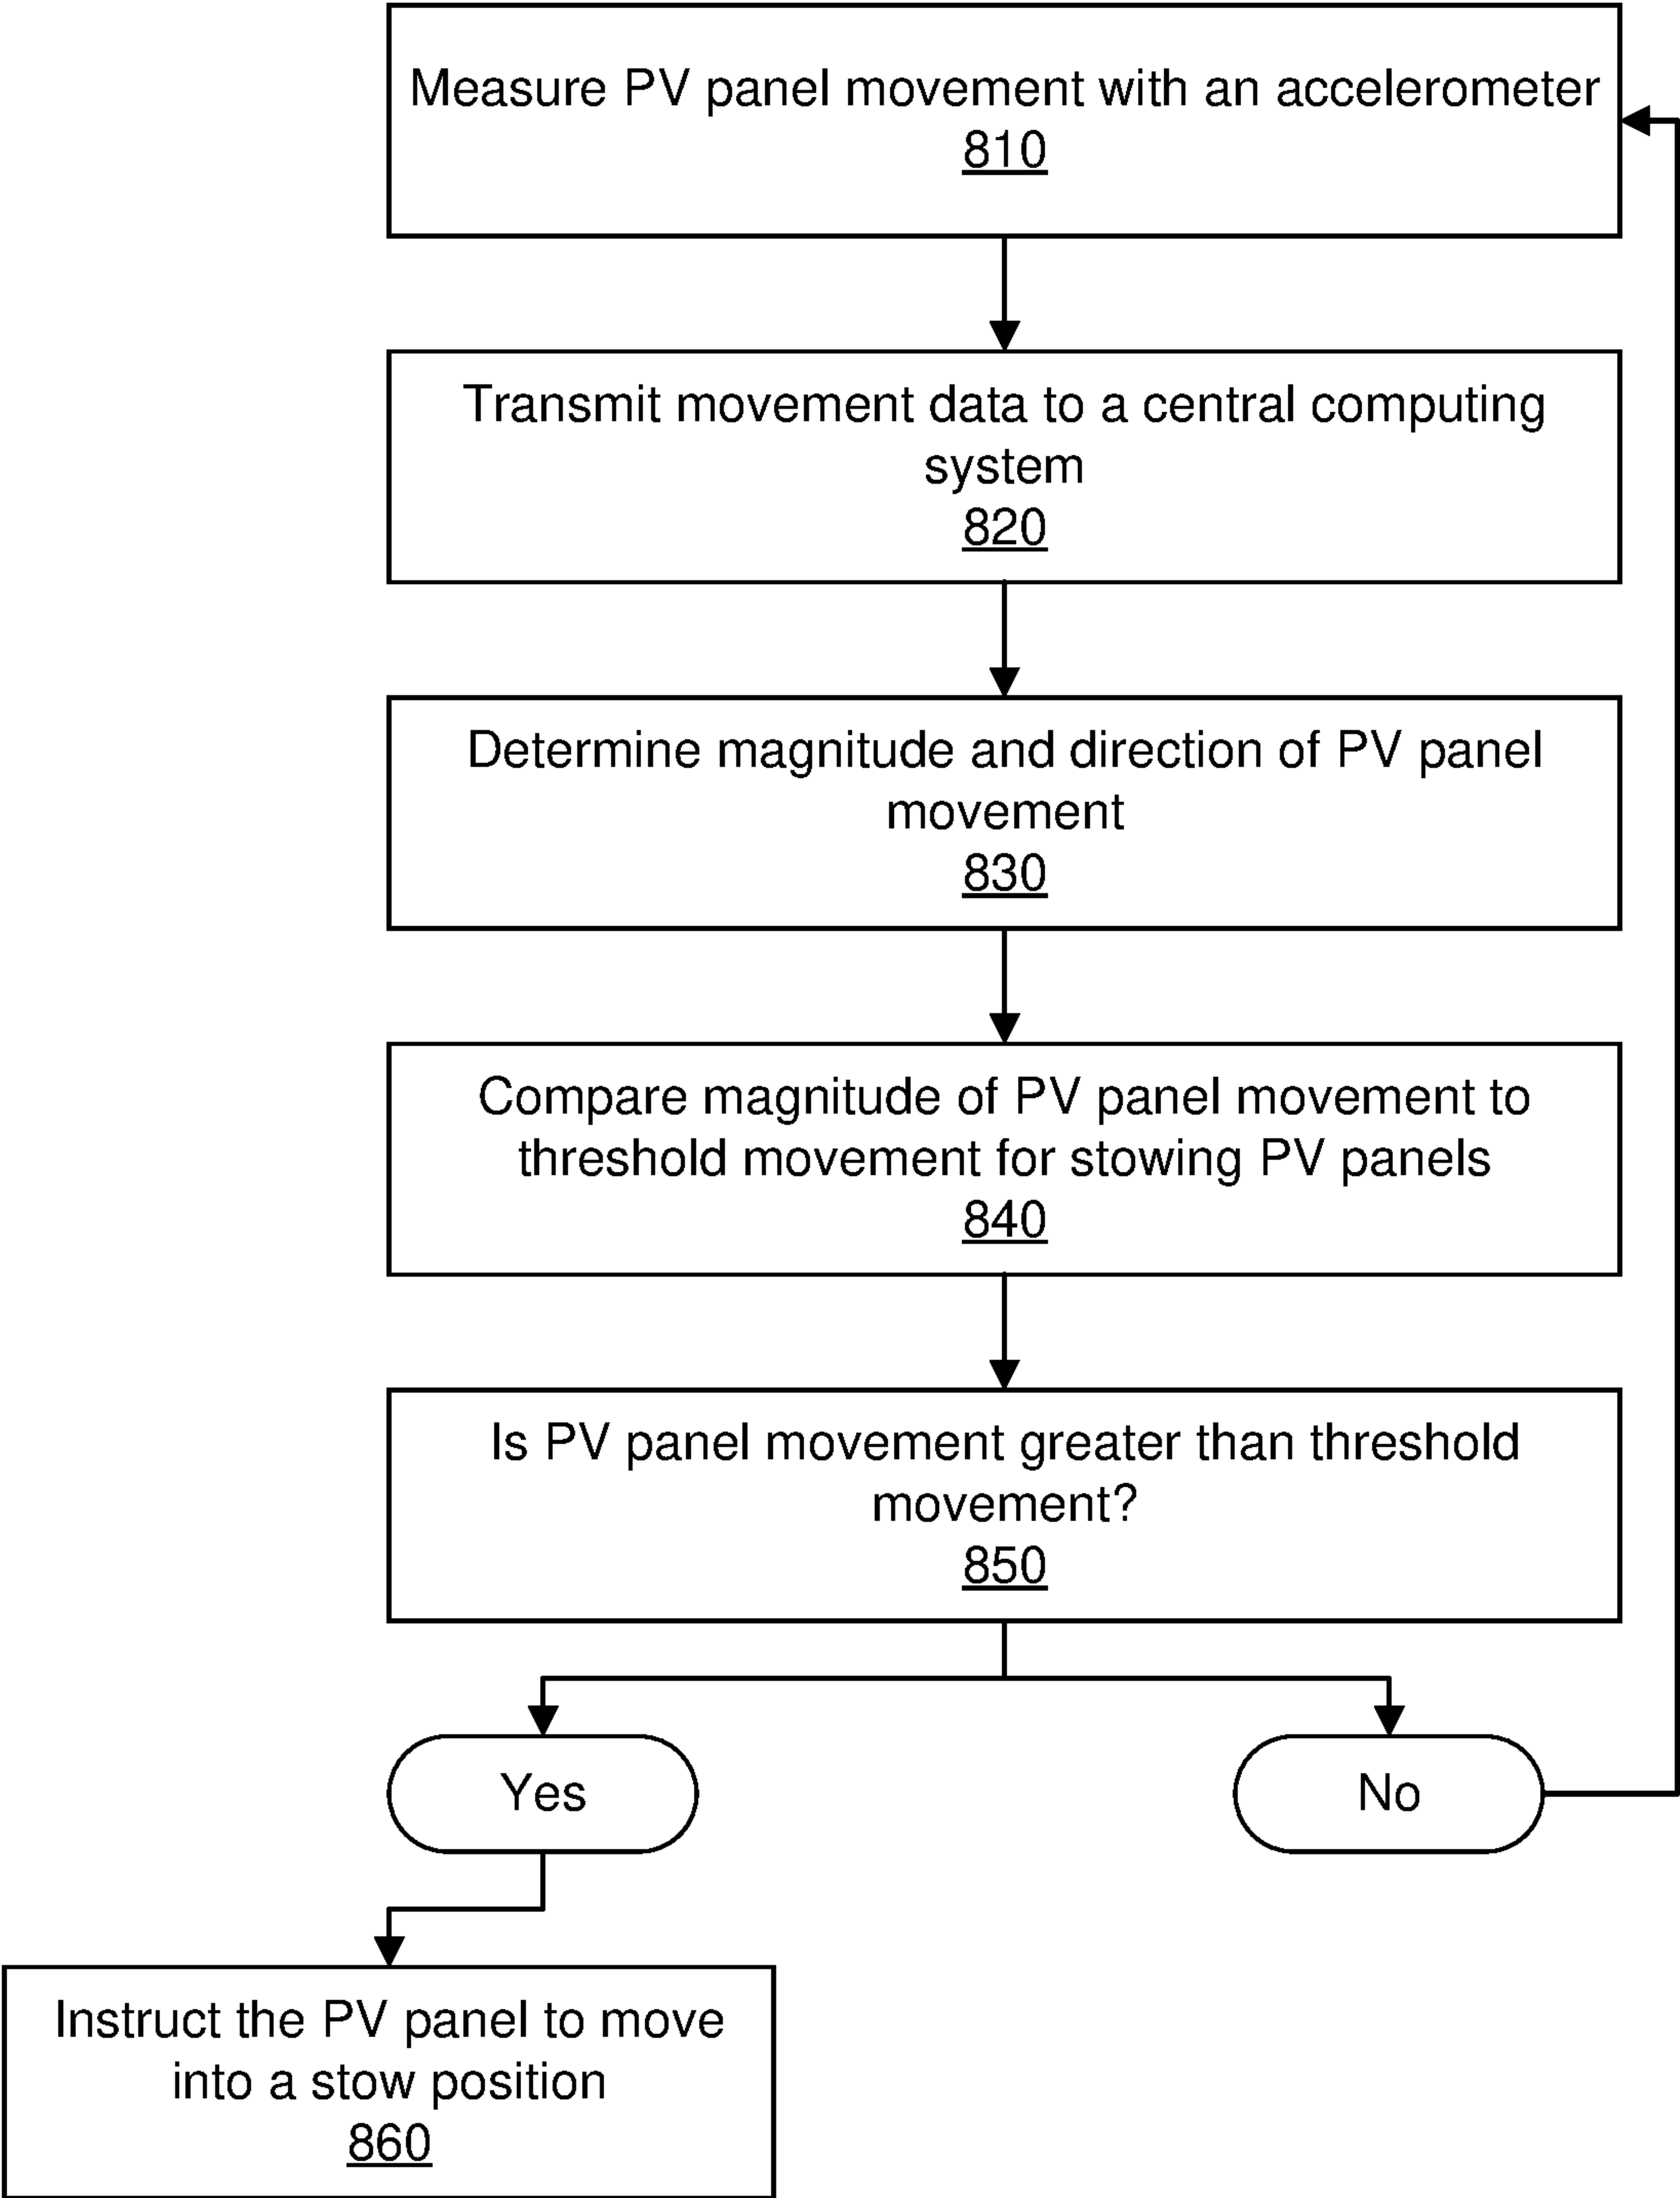 Measure PV panel movement with an accelerometer
810
Transmit movement data to a central computing
system
820
Determine magnitude and direction of PV panel
movement
830
Compare magnitude of PV panel movement to
threshold movement for stowing PV panels
840
Is PV panel movement greater than threshold
movement?
850
Yes
No
Instruct the PV panel to move
into a stow position
860